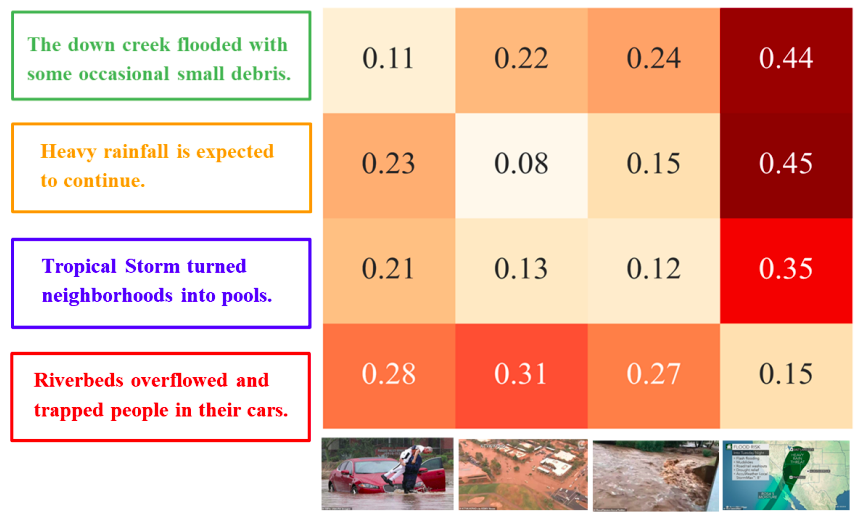 The down creek flooded with
some occasional small debris.
0.11 0.22 0.24 0.44
Heavy rainfall is expected
to continue.
0.23 0.08 0.15 0.45
Tropical Storm turned
neighborhoods into pools.
0.21 0.13 0.12 0.35
Riverbeds overflowed and
trapped people in their cars.
0.28 0.31 0.27 0.15
FLOOD RISK